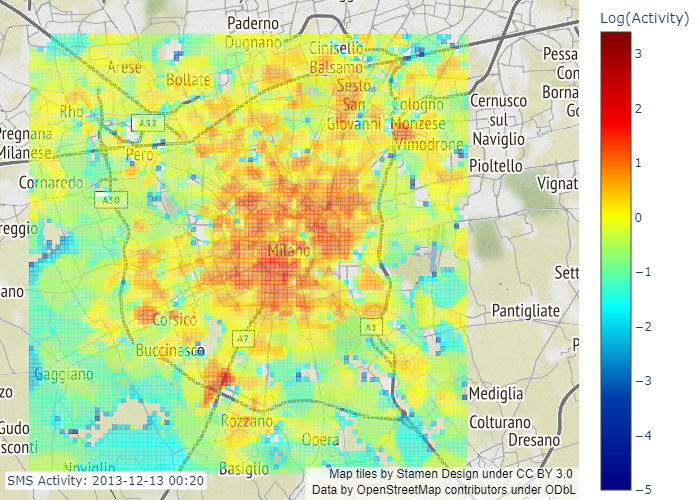 Log(Activity)
Paderno
Dugnano
Cinisello
Balsamo
Arese
Bollate
Sesto
San
Giovanni
Cologno
Monzese
Vimodrone
Cernusco
sul
Naviglio
Pioltello
Pessa
Con
Borna
Go
Rho
A52
Pero
Pregnana
Milanese
Cornaredo
A50
Vignat
reggio
Milano
Sett
ano
Pantigliate
Corsico
A7
A1
P
Buccinasco
Gaggiano
zo
Mediglia
Rozzano
Colturano
Gudo
sconti
Opera
Dresano
Noviglio
Basiglio
SMS Activity: 2013-12-13 00:20
Map tiles by Stamen Design under CC BY 3.0
Data by OpenStreetMap contributors under ODbL
3
2
1
0
−1
−2
−3
−4
−5